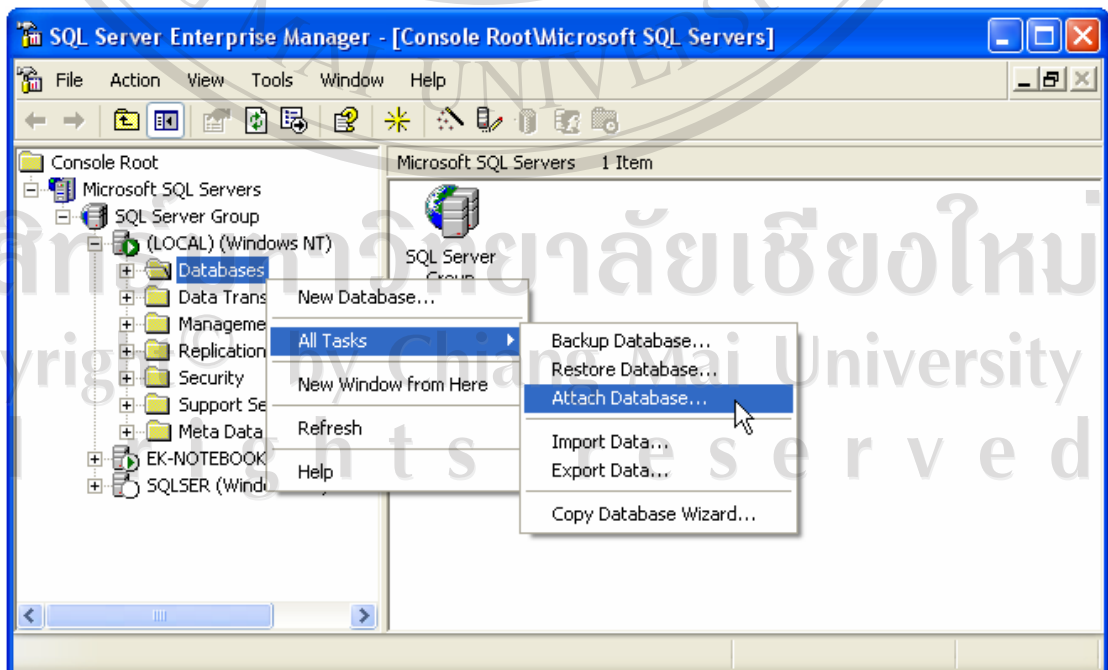 SQL Server Enterprise Manager - [Console Root\Microsoft SQL Servers]
MAI UNIVERSI
File Action View Tools Window Help
Console Root
Microsoft SQL Servers
SQL Server Group
(LOCAL) (Windows NT)
Databases
Data Trans
Manageme
Replication
Security
Support Se
Meta Data
EK-NOTEBOOK
SQLSER (Windo
Microsoft SQL Servers 1 Item
SQL Server
Group
New Database...
All Tasks
New Window from Here
Refresh
Help
Backup Database...
Restore Database...
Attach Database...
Import Data...
Export Data...
Copy Database Wizard...
สิทธิ์มหาวิทยาลัยเชียงใหม่
yright © by Chiang Mai University
l rights reserved